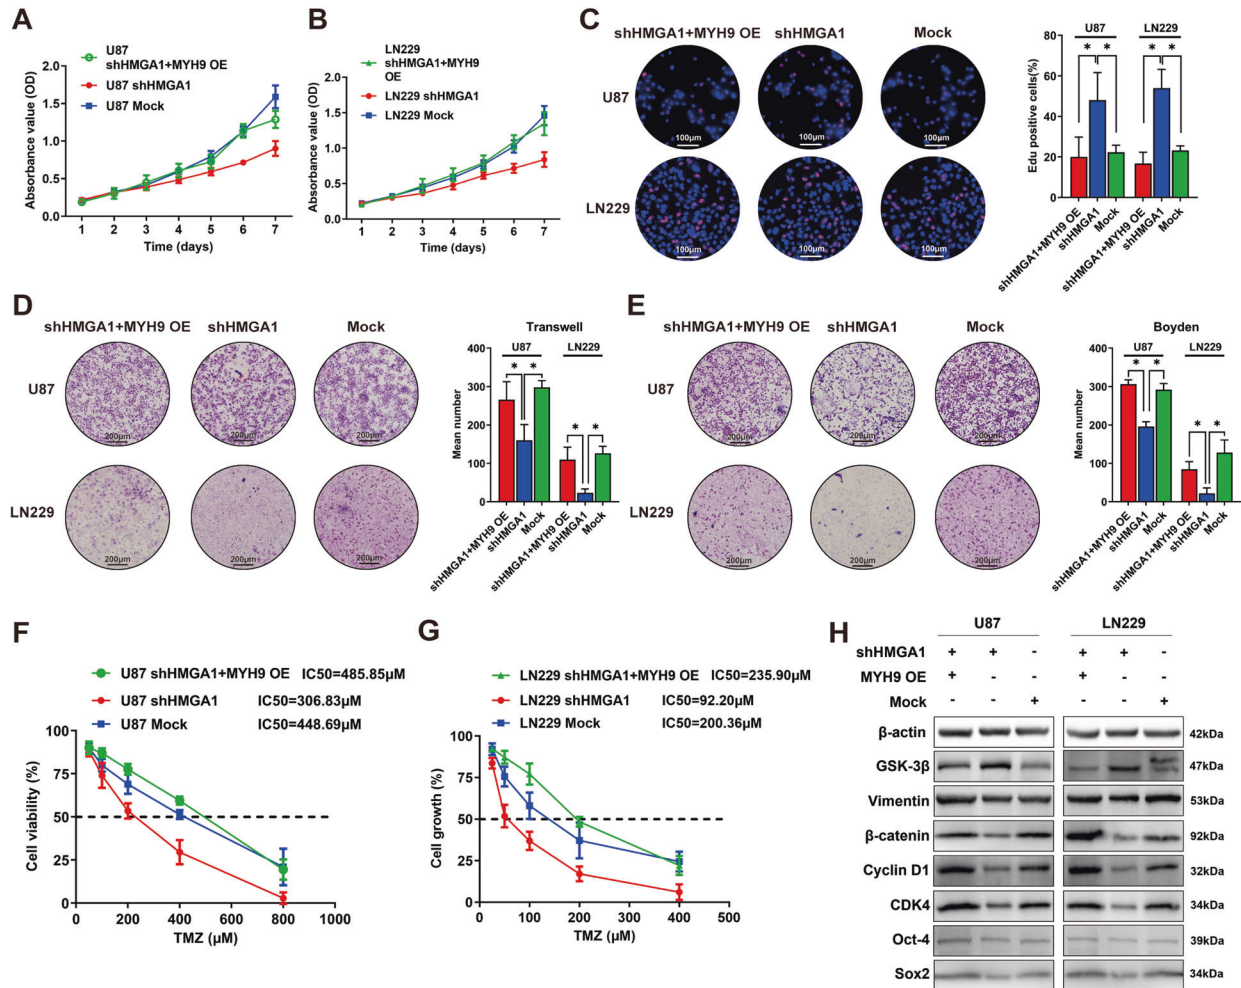 A
U87
shHMGA1+MYH9 OE
U87 shHMGA1
U87 Mock
Absorbance value (OD)
2.0
1.5
1.0
0.5
0.0
1 2 3 4 5 6 7
Time (days)
B
LN229
shHMGA1+MYH9
OE
LN229 shHMGA1
LN229 Mock
Absorbance value (OD)
2.0
1.5
1.0
0.5
0.0
1 2 3 4 5 6 7
Time (days)
C
shHMGA1+MYH9 OE shHMGA1 Mock
U87
100μm 100μm 100μm
LN229
100μm 100μm 100μm
U87 LN229
* * * *
Edu positive cells(%)
80
60
40
20
0
shHMGA1+MYH9 OE
shHMGA1
Mock
shHMGA1+MYH9 OE
shHMGA1
Mock
D
shHMGA1+MYH9 OE shHMGA1 Mock
U87
200μm 200μm 200μm
LN229
200μm 200μm 200μm
Transwell
U87 LN229
* * * *
Mean number
400
300
200
100
0
shHMGA1+MYH9 OE
shHMGA1
Mock
shHMGA1+MYH9 OE
shHMGA1
Mock
E
shHMGA1+MYH9 OE shHMGA1 Mock
U87
200μm 200μm 200μm
LN229
200μm 200μm 200μm
Boyden
U87 LN229
* * * *
Mean number
400
300
200
100
0
shHMGA1+MYH9 OE
shHMGA1
Mock
shHMGA1+MYH9 OE
shHMGA1
Mock
F
U87 shHMGA1+MYH9 OE IC50=485.85μM
U87 shHMGA1 IC50=306.83μM
U87 Mock IC50=448.69μM
Cell viability (%)
100
75
50
25
0
0 200 400 600 800 1000
TMZ (μM)
G
LN229 shHMGA1+MYH9 OE IC50=235.90μM
LN229 shHMGA1 IC50=92.20μM
LN229 Mock IC50=200.36μM
Cell growth (%)
100
75
50
25
0
0 100 200 300 400 500
TMZ (μM)
H
U87 LN229
shHMGA1 + + - + + -
MYH9 OE + - - + - -
Mock - - + - - +
β-actin 42kDa
GSK-3β 47kDa
Vimentin 53kDa
β-catenin 92kDa
Cyclin D1 32kDa
CDK4 34kDa
Oct-4 39kDa
Sox2 34kDa